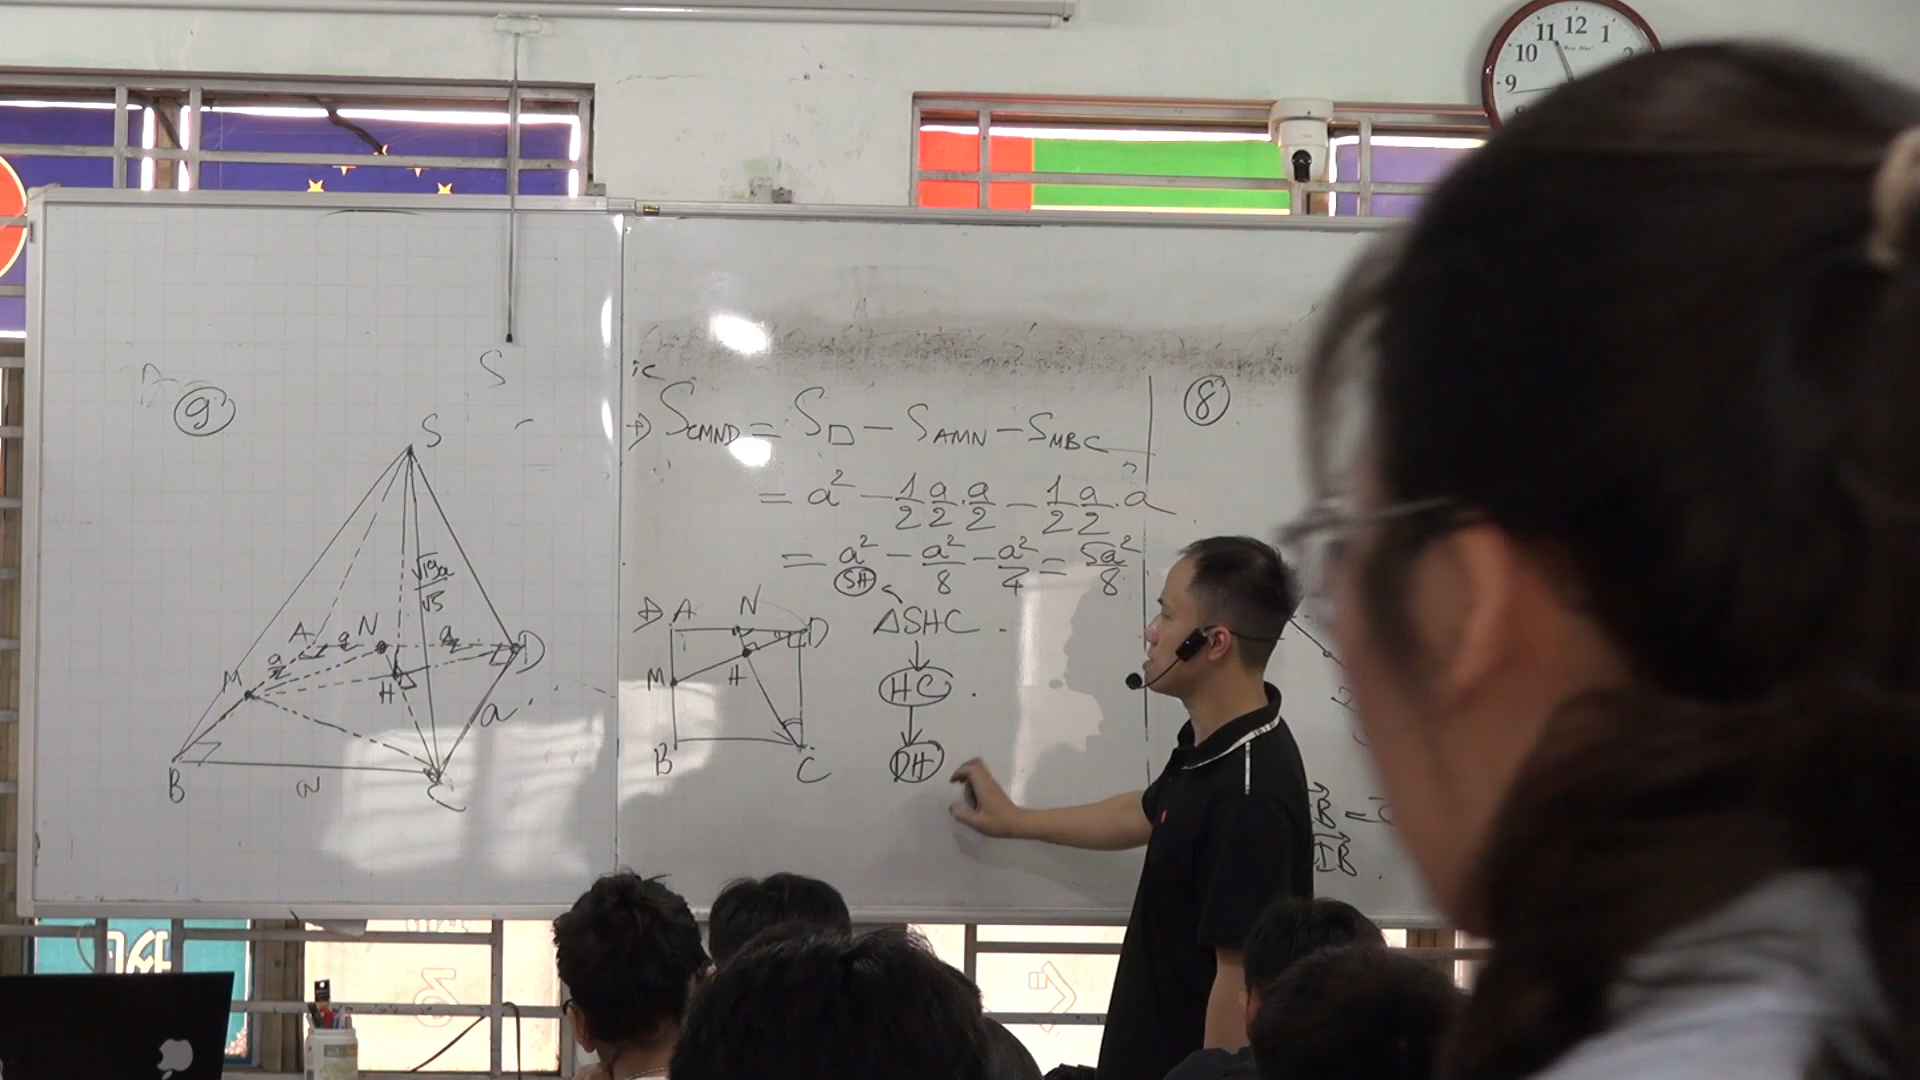 9
S
S
√19a
√5
A a N a/2 D
a/2
M
H
a
B a C
S_CMND = S_□ − S_AMN − S_MBC
= a² − 1/2 a/2 . a/2 − 1/2 a/2 . a
= a² − a²/8 − a²/4 = 5a²/8
SH
A N D
M H
B C
ΔSHC
HC
DH
8
11 12 1
10
9